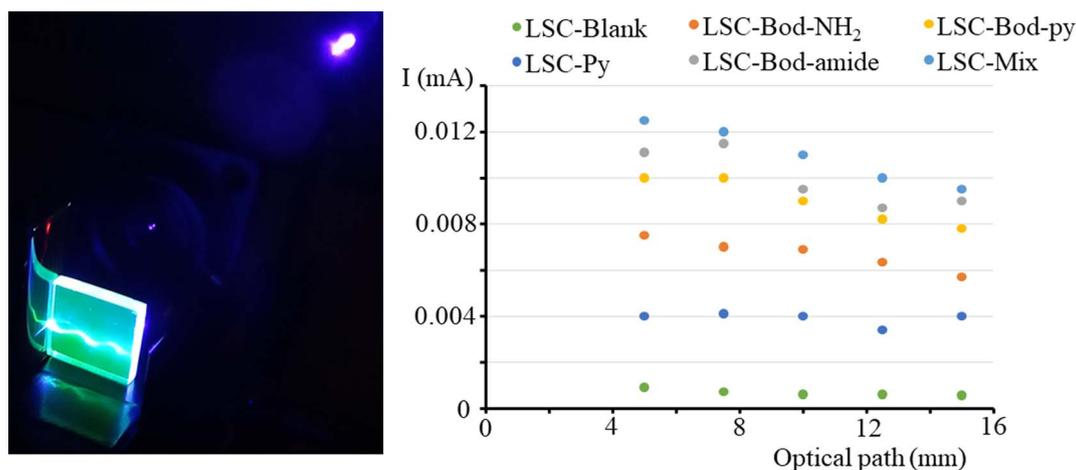 LSC-Blank LSC-Bod-NH₂ LSC-Bod-py
LSC-Py LSC-Bod-amide LSC-Mix
I (mA)
0.012
0.008
0.004
0
0 4 8 12 16
Optical path (mm)